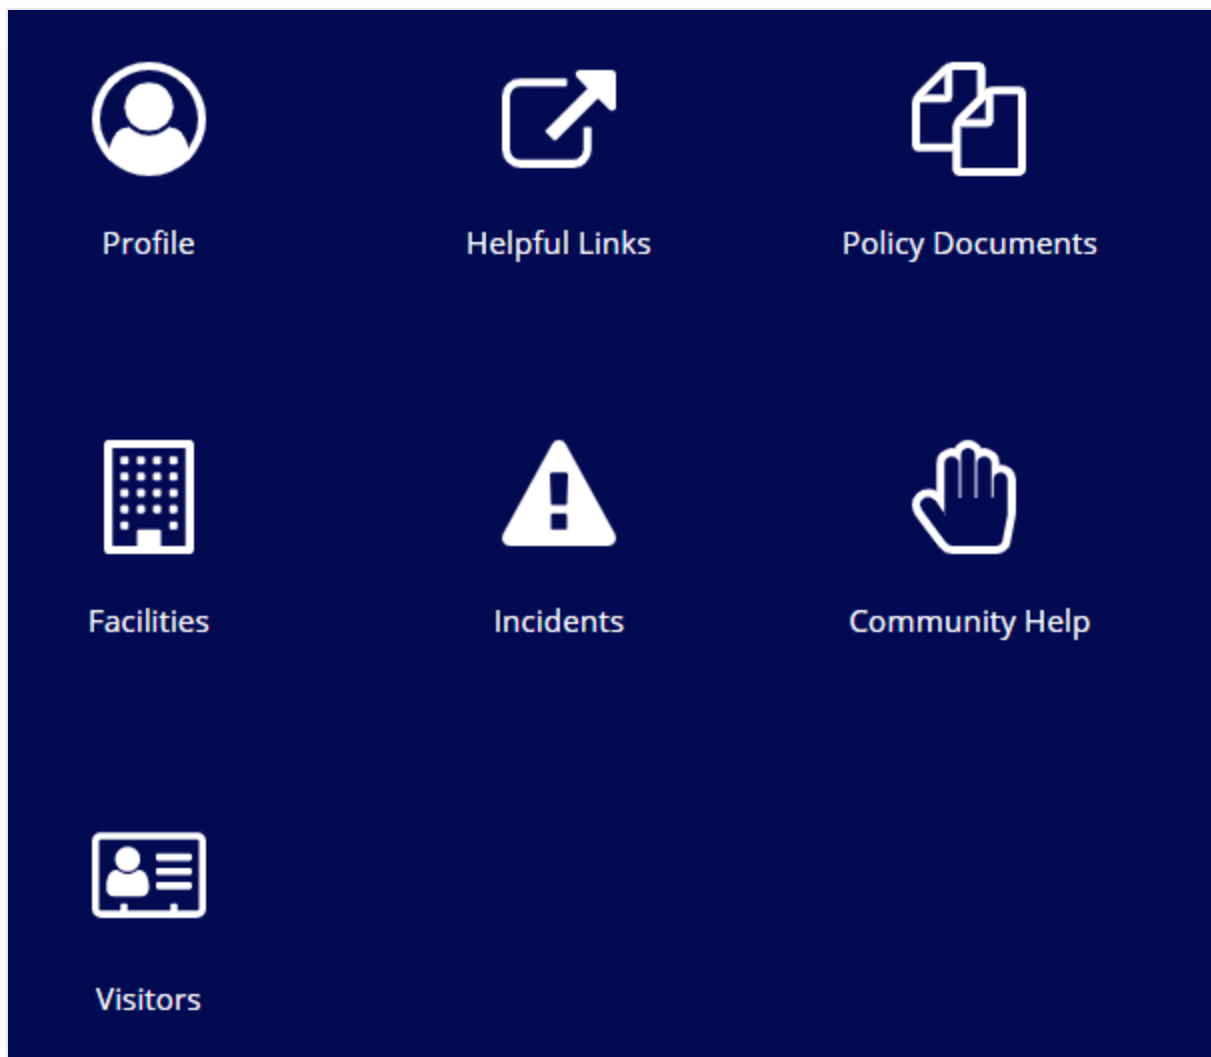 Profile
Helpful Links
Policy Documents
Facilities
Incidents
Community Help
Visitors